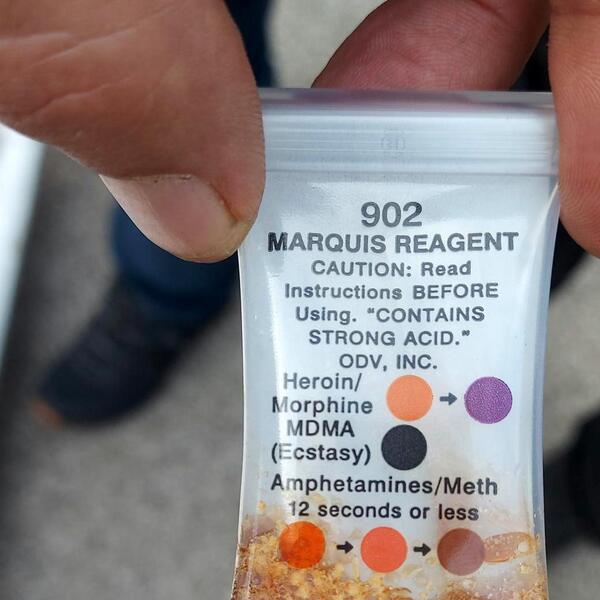 902
MARQUIS REAGENT
CAUTION: Read
Instructions BEFORE
Using. "CONTAINS
STRONG ACID."
ODV, INC.
Heroin/
Morphine
MDMA
(Ecstasy)
Amphetamines/Meth
12 seconds or less